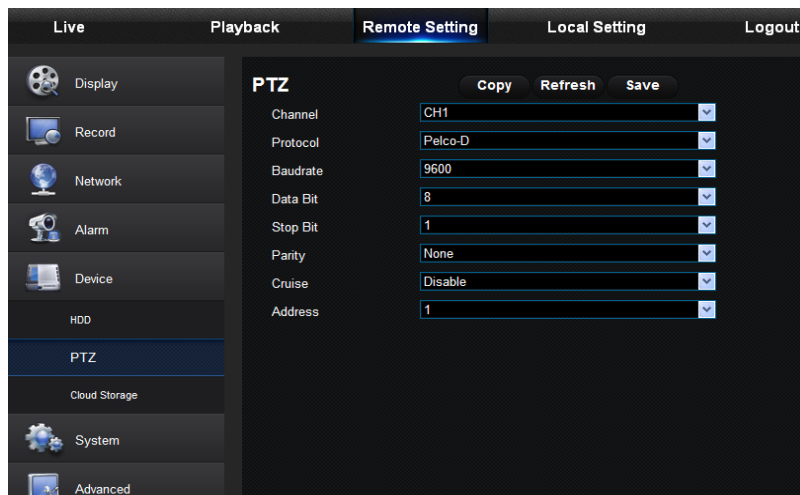 Live Playback Remote Setting Local Setting Logout
Display
Record
Network
Alarm
Device
HDD
PTZ
Cloud Storage
System
Advanced
PTZ Copy Refresh Save
Channel CH1
Protocol Pelco-D
Baudrate 9600
Data Bit 8
Stop Bit 1
Parity None
Cruise Disable
Address 1